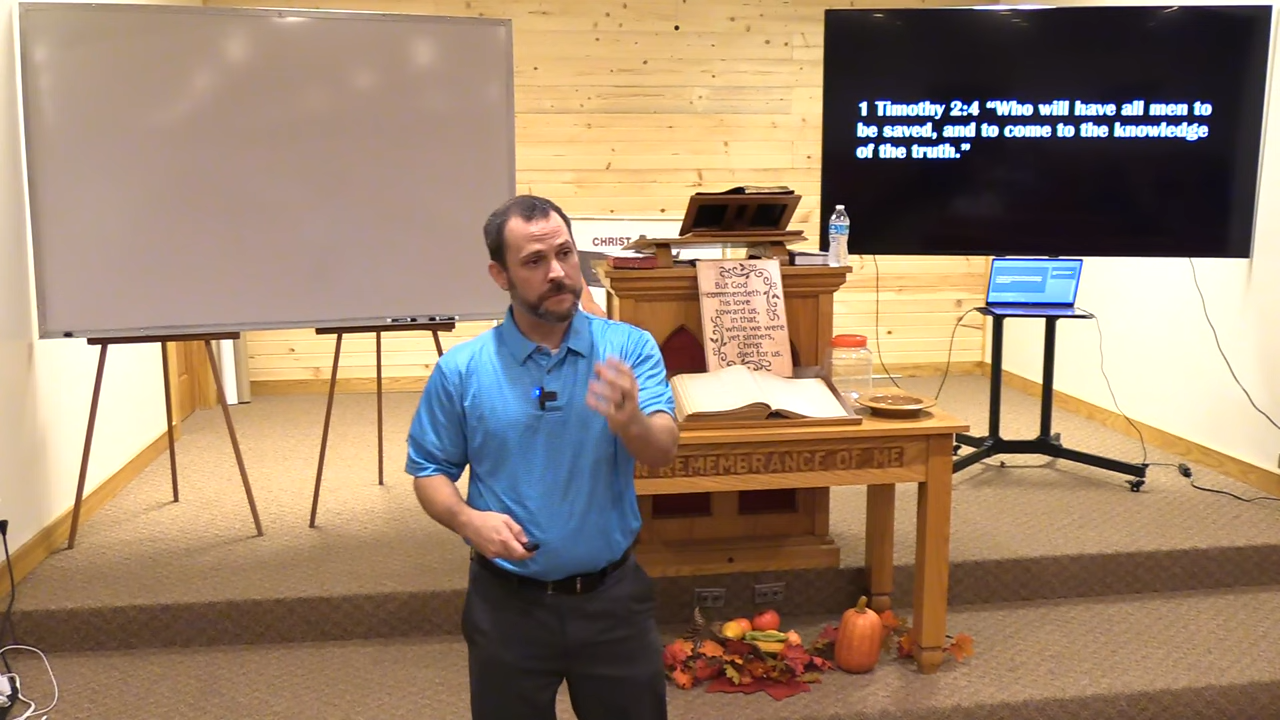 1 Timothy 2:4 “Who will have all men to
be saved, and to come to the knowledge
of the truth.”
CHRIST
But God
commendeth
his love
toward us,
in that,
while we were
yet sinners,
Christ
died for us.
IN REMEMBRANCE OF ME